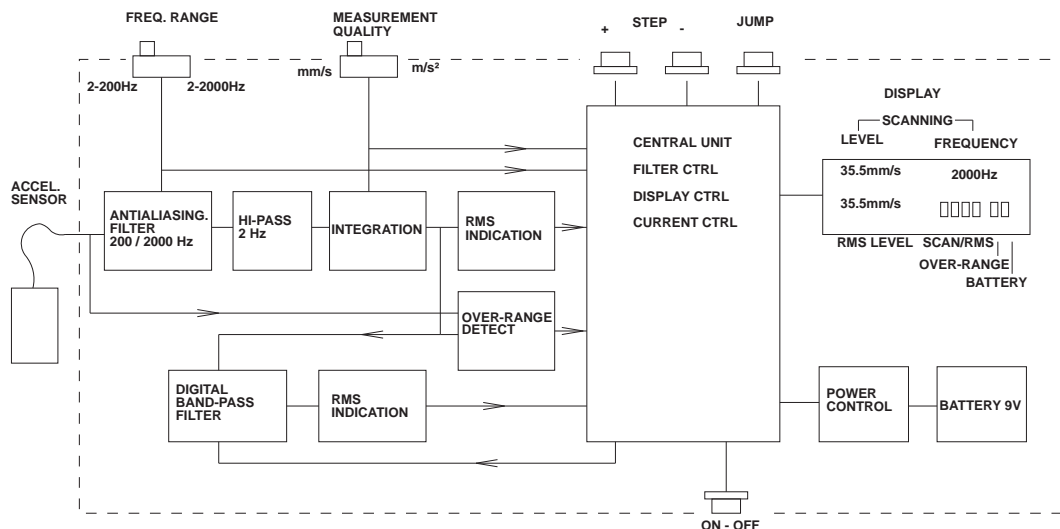 FREQ. RANGE
MEASUREMENT
QUALITY
+
STEP
-
JUMP
2-200Hz
2-2000Hz
mm/s
m/s²
DISPLAY
SCANNING
LEVEL
FREQUENCY
CENTRAL UNIT
FILTER CTRL
DISPLAY CTRL
CURRENT CTRL
35.5mm/s
2000Hz
35.5mm/s
RMS LEVEL
SCAN/RMS
OVER-RANGE
BATTERY
ACCEL.
SENSOR
ANTIALIASING.
FILTER
200 / 2000 Hz
HI-PASS
2 Hz
INTEGRATION
RMS
INDICATION
OVER-RANGE
DETECT
DIGITAL
BAND-PASS
FILTER
RMS
INDICATION
POWER
CONTROL
BATTERY 9V
ON - OFF